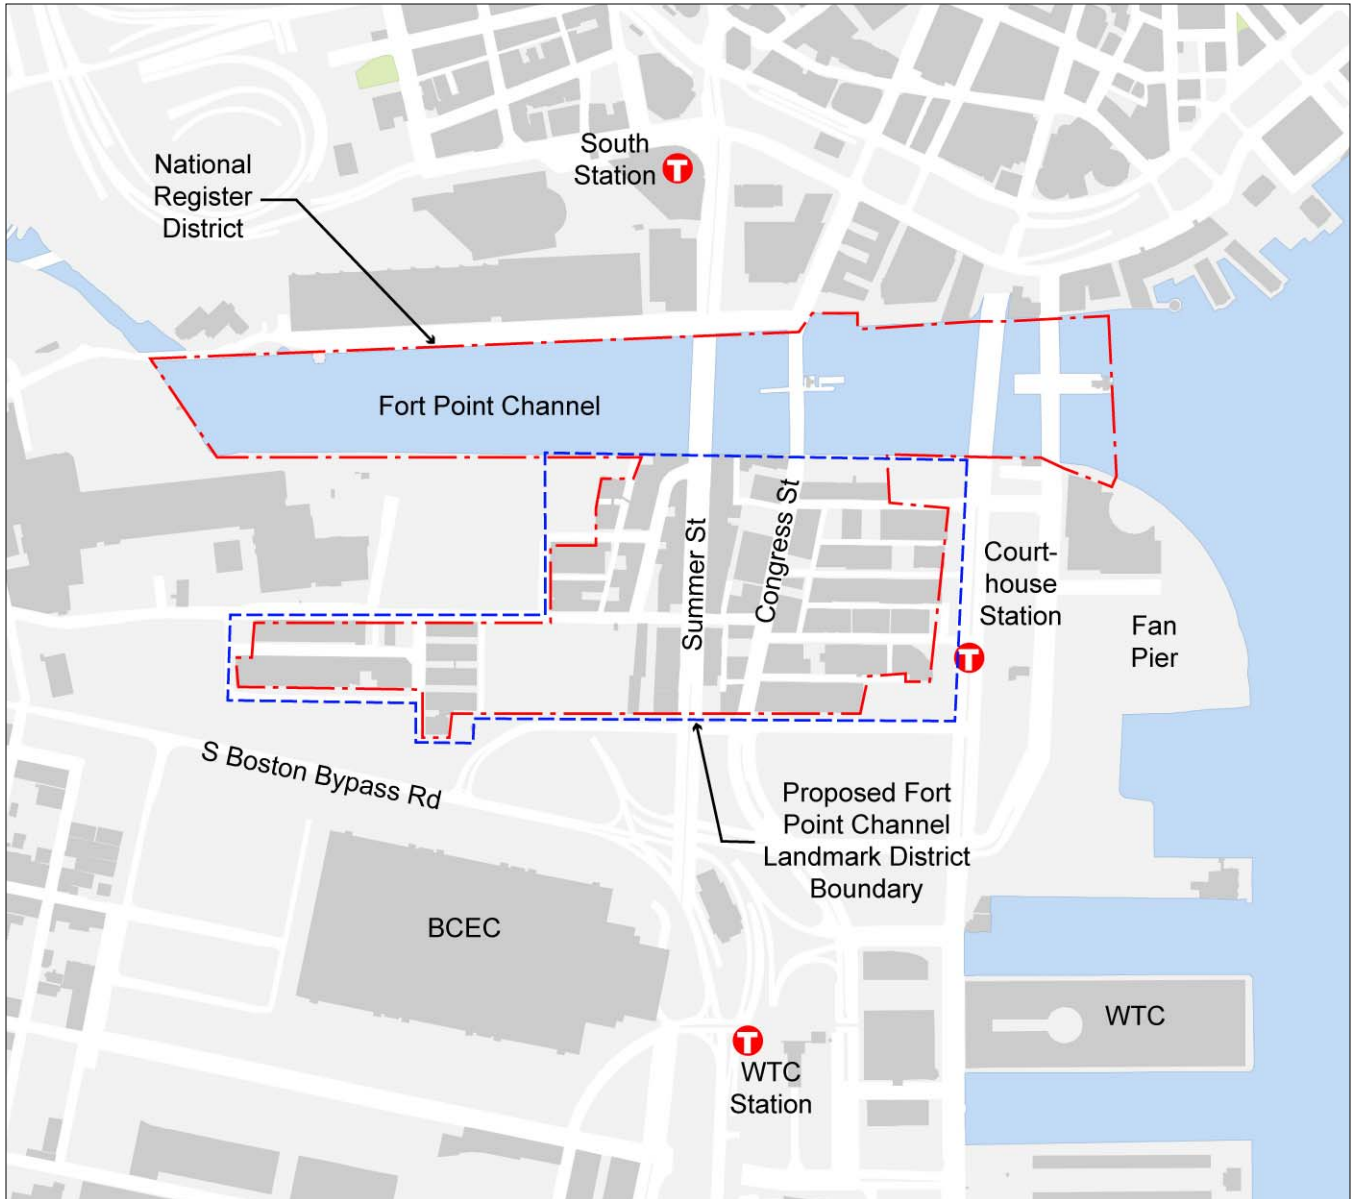 South
Station
T
National
Register
District
Fort Point Channel
Summer St
Congress St
Court-
house
Station
T
Fan
Pier
S Boston Bypass Rd
Proposed Fort
Point Channel
Landmark District
Boundary
BCEC
WTC
T
WTC
Station